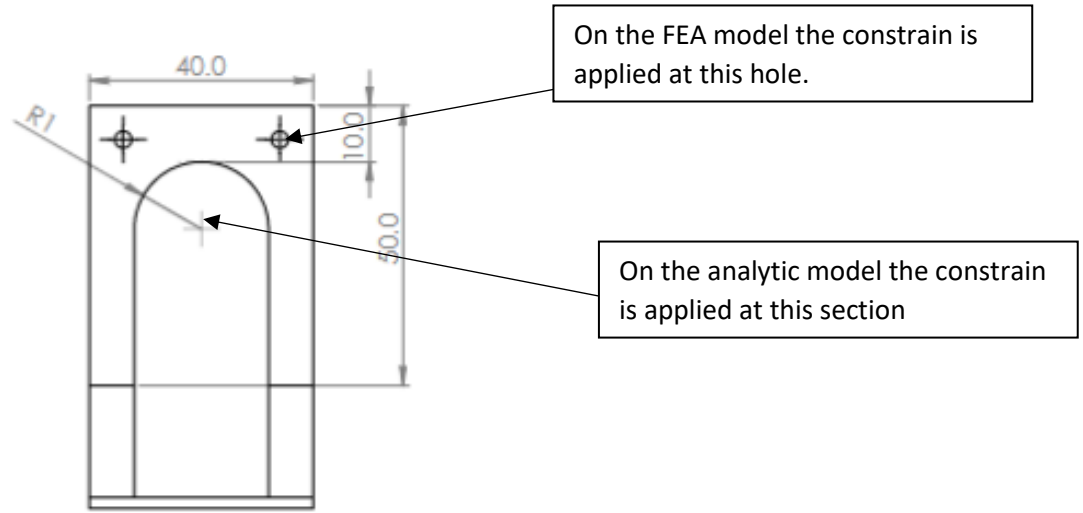 On the FEA model the constrain is
applied at this hole.
40.0
R1
10.0
50.0
On the analytic model the constrain
is applied at this section